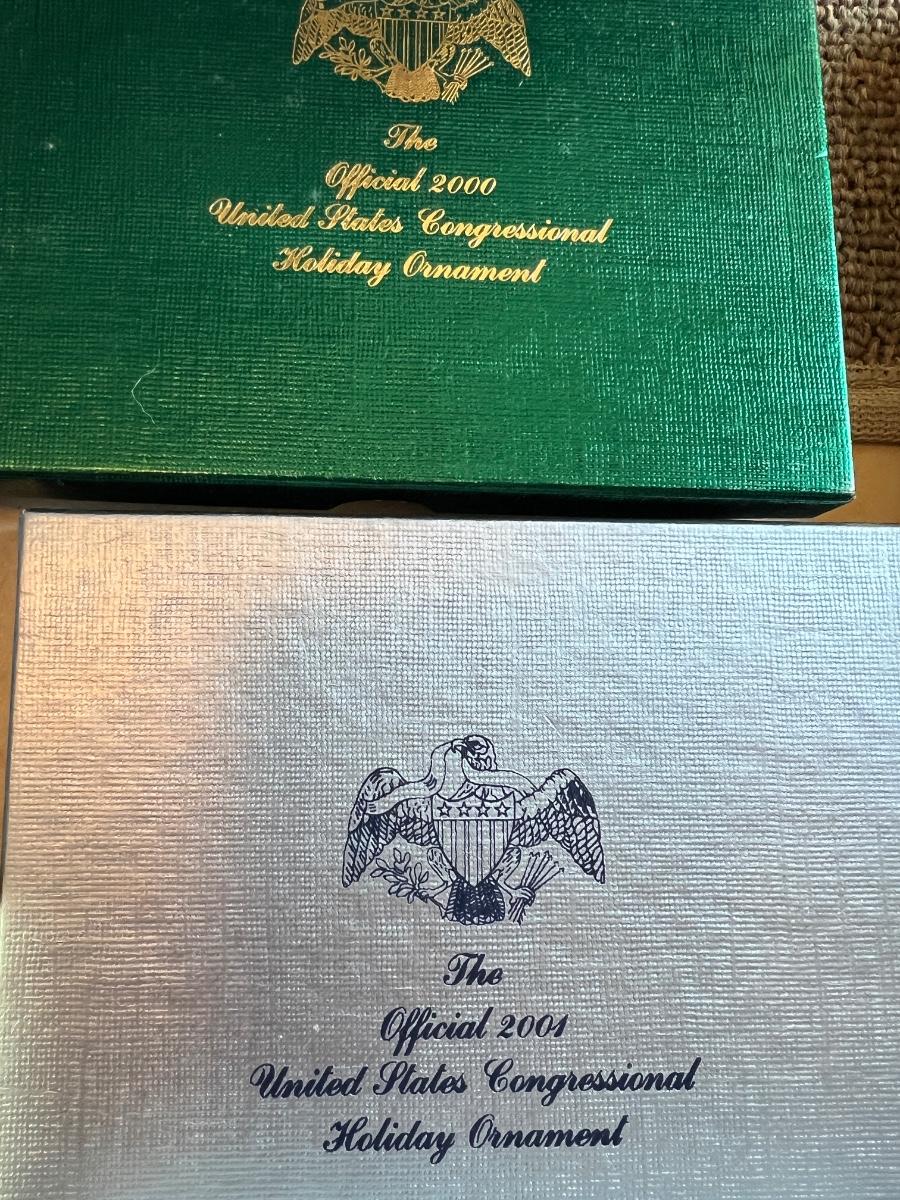 The
Official 2000
United States Congressional
Holiday Ornament
The
Official 2001
United States Congressional
Holiday Ornament